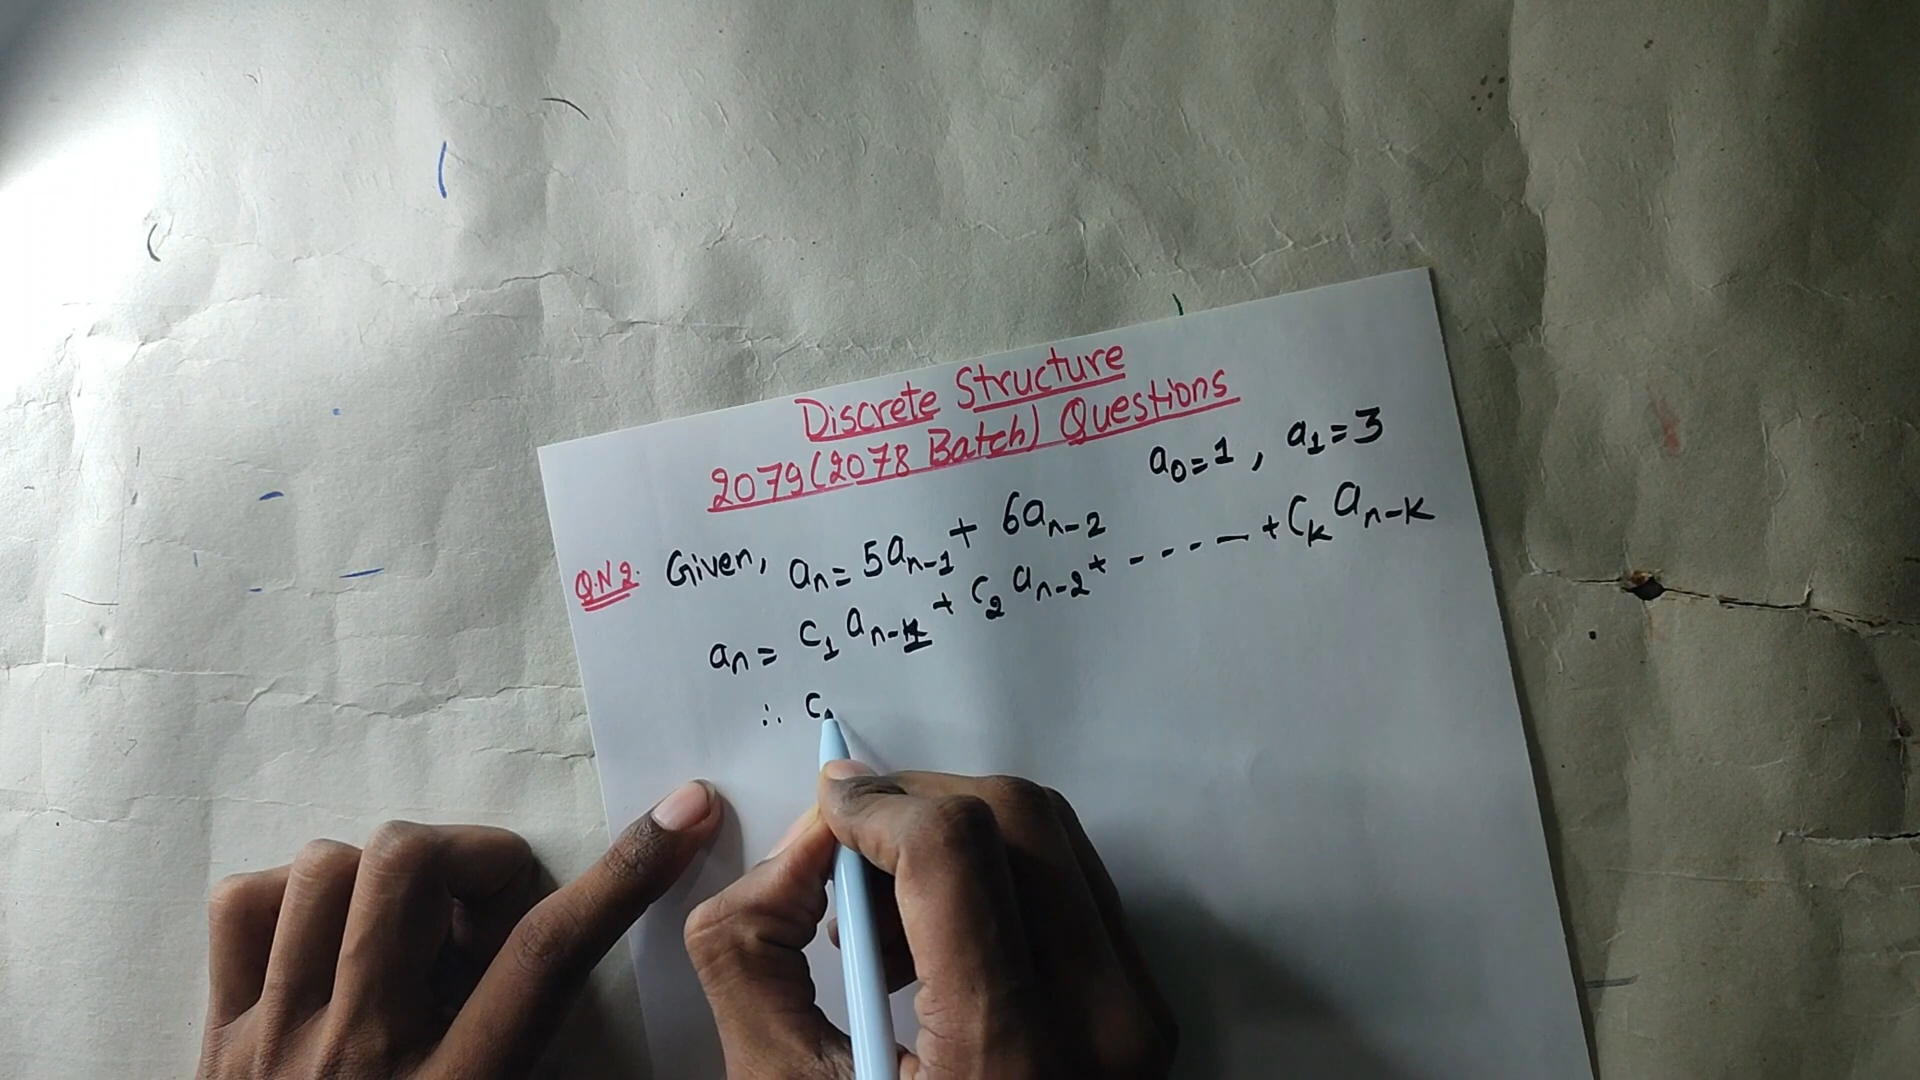 Discrete Structure
2079(2078 Batch) Questions
Q.N 2. Given, aₙ = 5aₙ₋₁ + 6aₙ₋₂ a₀=1, a₁=3
aₙ = c₁ aₙ₋₁ + c₂ aₙ₋₂ + ----- + Cₖ aₙ₋ₖ
∴ c